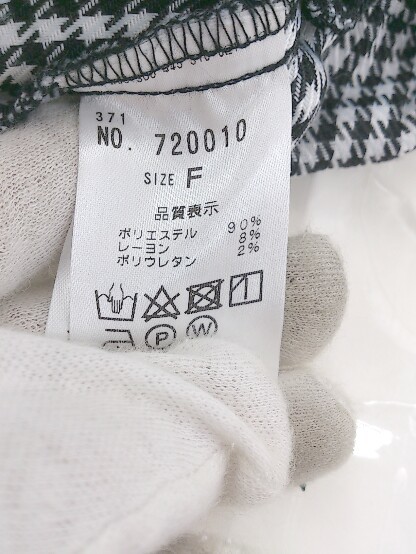 371
NO. 720010
SIZE F
品質表示
ポリエステル 90%
レーヨン 8%
ポリウレタン 2%
P W